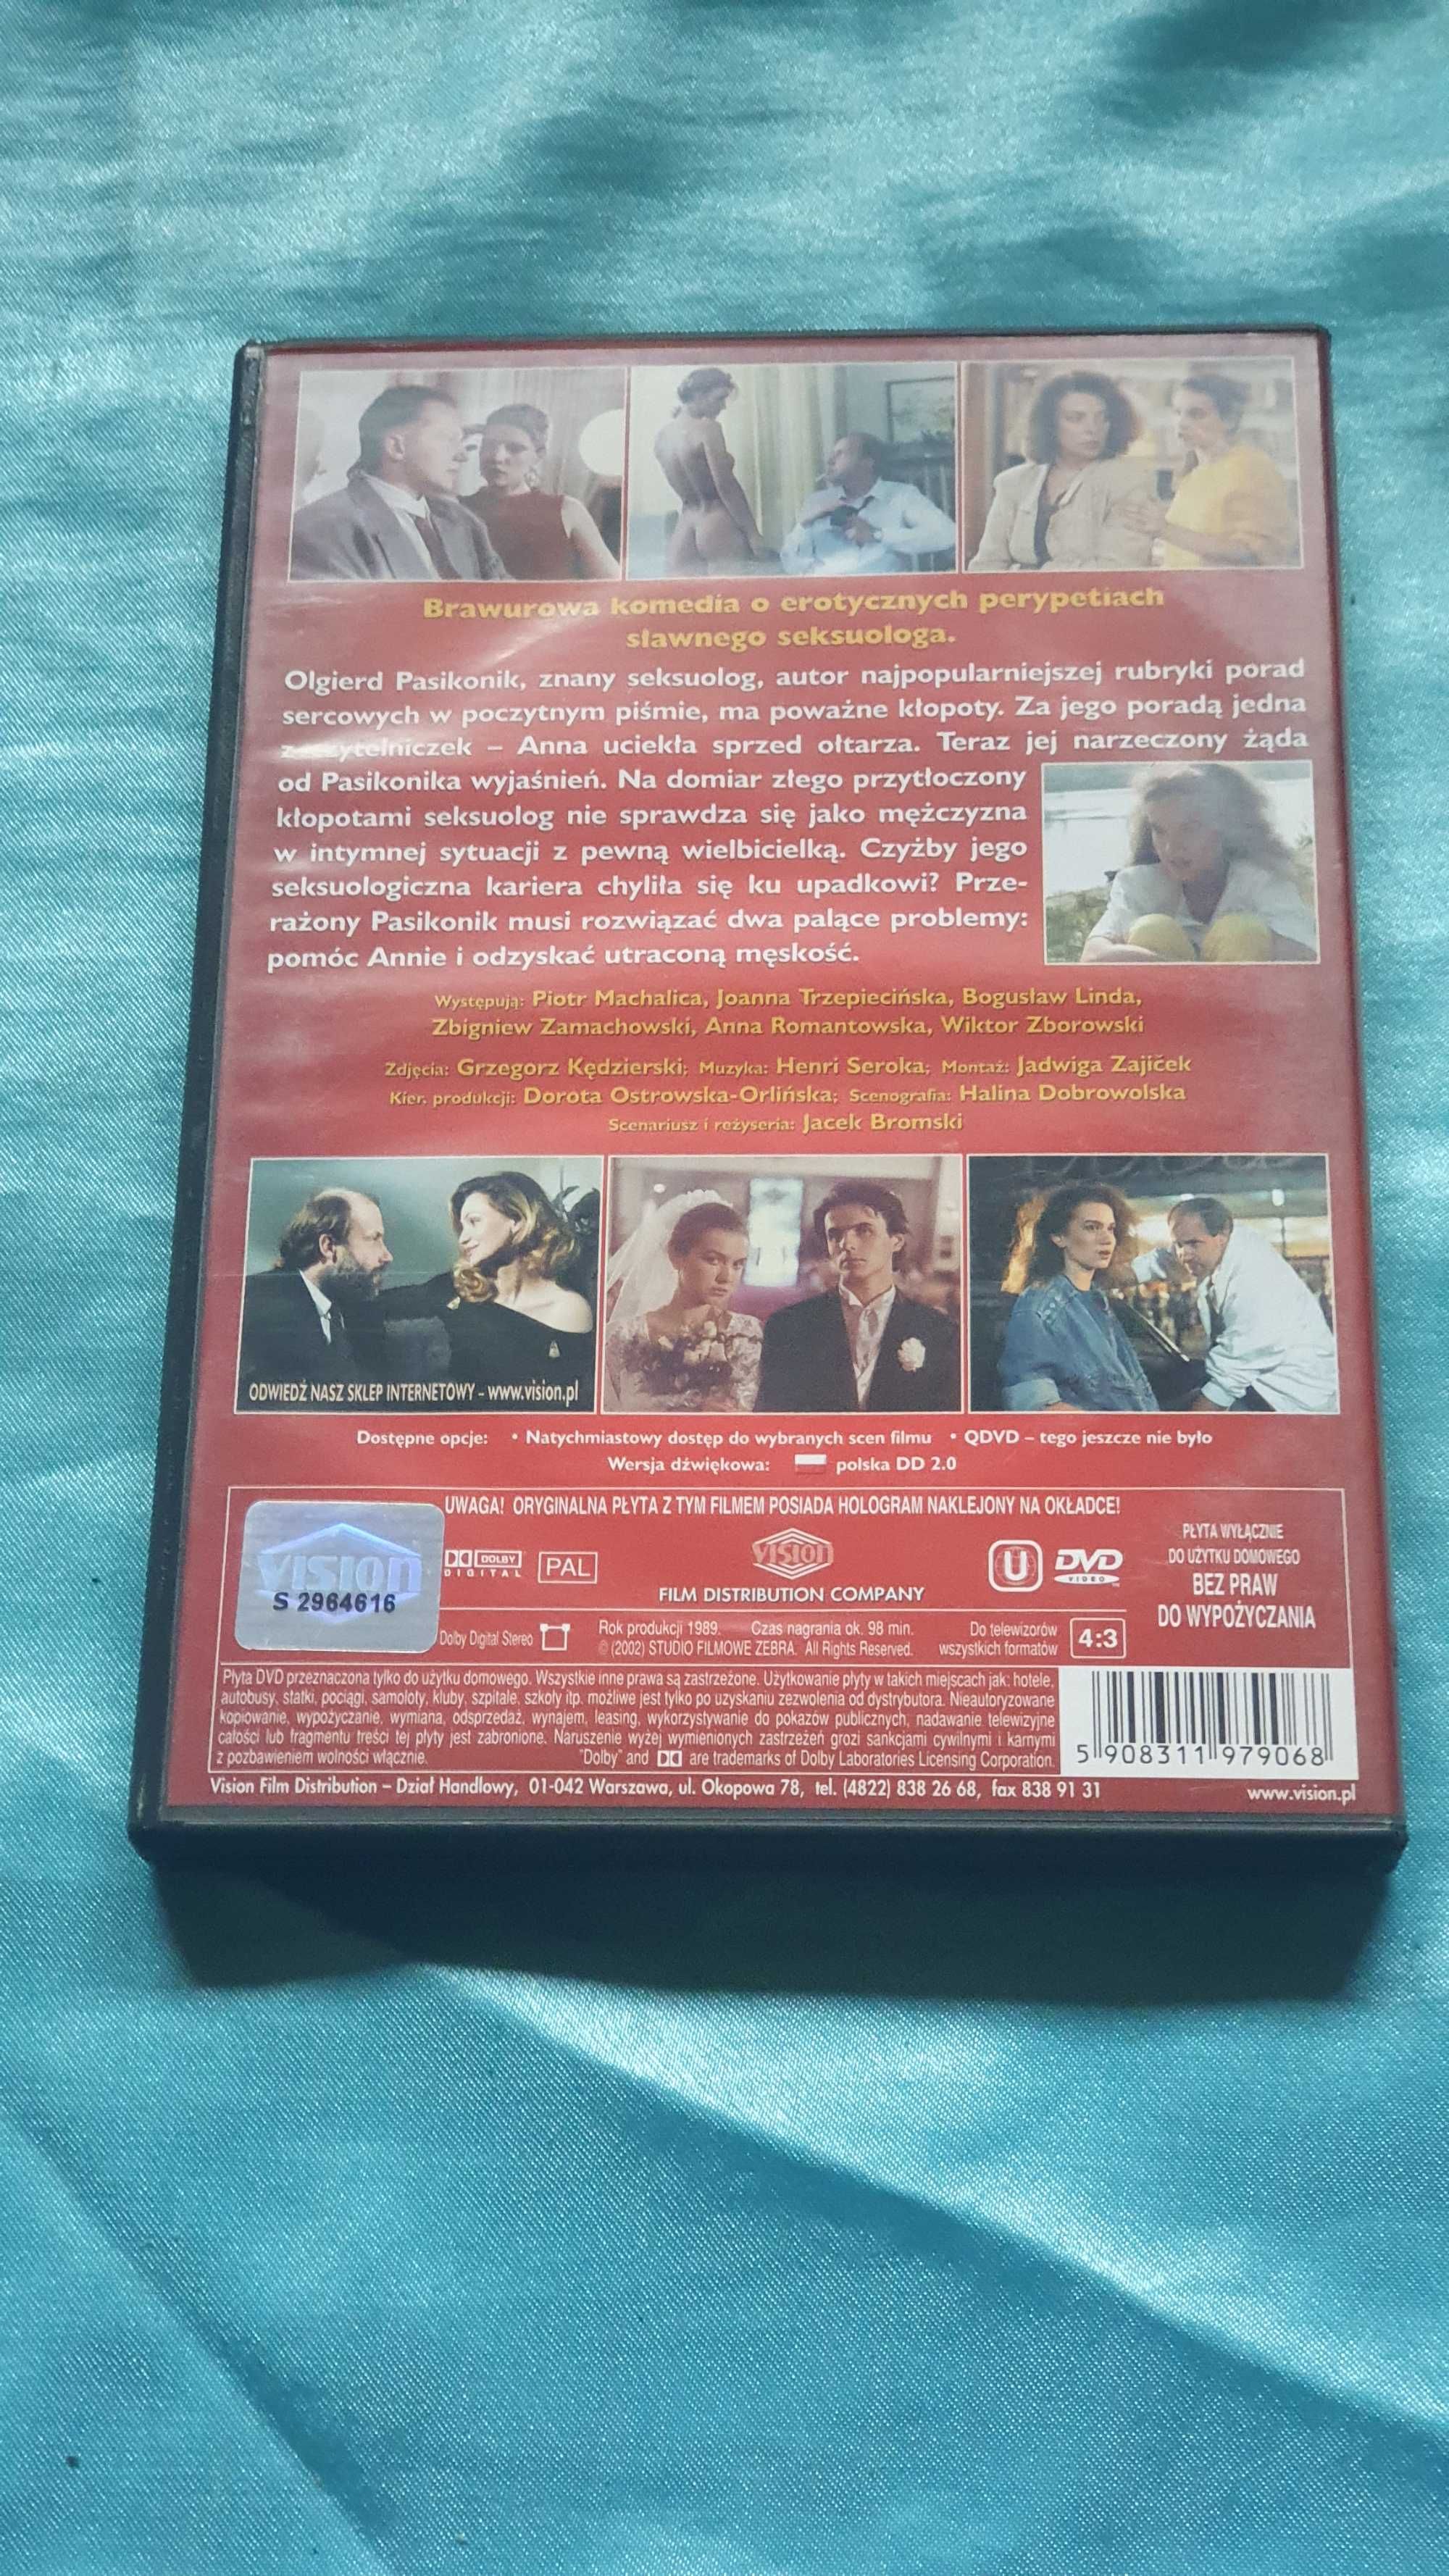 Brawurowa komedia o erotycznych perypetiach
sławnego seksuologa.
Olgierd Pasikonik, znany seksuolog, autor najpopularniejszej rubryki porad
sercowych w poczytnym piśmie, ma poważne kłopoty. Za jego poradą jedna
z czytelniczek – Anna uciekła sprzed ołtarza. Teraz jej narzeczony żąda
od Pasikonika wyjaśnień. Na domiar złego przytłoczony
kłopotami seksuolog nie sprawdza się jako mężczyzna
w intymnej sytuacji z pewną wielbicielką. Czyżby jego
seksuologiczna kariera chyliła się ku upadkowi? Prze-
rażony Pasikonik musi rozwiązać dwa palące problemy:
pomóc Annie i odzyskać utraconą męskość.
Występują: Piotr Machalica, Joanna Trzepiecińska, Bogusław Linda,
Zbigniew Zamachowski, Anna Romantowska, Wiktor Zborowski
Zdjęcia: Grzegorz Kędzierski; Muzyka: Henri Seroka; Montaż: Jadwiga Zajiček
Kier. produkcji: Dorota Ostrowska-Orlińska; Scenografia: Halina Dobrowolska
Scenariusz i reżyseria: Jacek Bromski
ODWIEDŹ NASZ SKLEP INTERNETOWY - www.vision.pl
Dostępne opcje: • Natychmiastowy dostęp do wybranych scen filmu • QDVD – tego jeszcze nie było
Wersja dźwiękowa: polska DD 2.0
UWAGA! ORYGINALNA PŁYTA Z TYM FILMEM POSIADA HOLOGRAM NAKLEJONY NA OKŁADCE!
VISION
S 2964616
DOLBY
DIGITAL
PAL
VISION
FILM DISTRIBUTION COMPANY
U
DVD
VIDEO
PŁYTA WYŁĄCZNIE
DO UŻYTKU DOMOWEGO
BEZ PRAW
DO WYPOŻYCZANIA
Dolby Digital Stereo
Rok produkcji 1989. Czas nagrania ok. 98 min.
© (2002) STUDIO FILMOWE ZEBRA. All Rights Reserved.
Do telewizorów
wszystkich formatów
4:3
Płyta DVD przeznaczona tylko do użytku domowego. Wszystkie inne prawa są zastrzeżone. Użytkowanie płyty w takich miejscach jak: hotele,
autobusy, statki, pociągi, samoloty, kluby, szpitale, szkoły itp. możliwe jest tylko po uzyskaniu zezwolenia od dystrybutora. Nieautoryzowane
kopiowanie, wypożyczanie, wymiana, odsprzedaż, wynajem, leasing, wykorzystywanie do pokazów publicznych, nadawanie telewizyjne
całości lub fragmentu treści tej płyty jest zabronione. Naruszenie wyżej wymienionych zastrzeżeń grozi sankcjami cywilnymi i karnymi
z pozbawieniem wolności włącznie. "Dolby" and are trademarks of Dolby Laboratories Licensing Corporation.
5 908311 979068
Vision Film Distribution – Dział Handlowy, 01-042 Warszawa, ul. Okopowa 78, tel. (4822) 838 26 68, fax 838 91 31
www.vision.pl